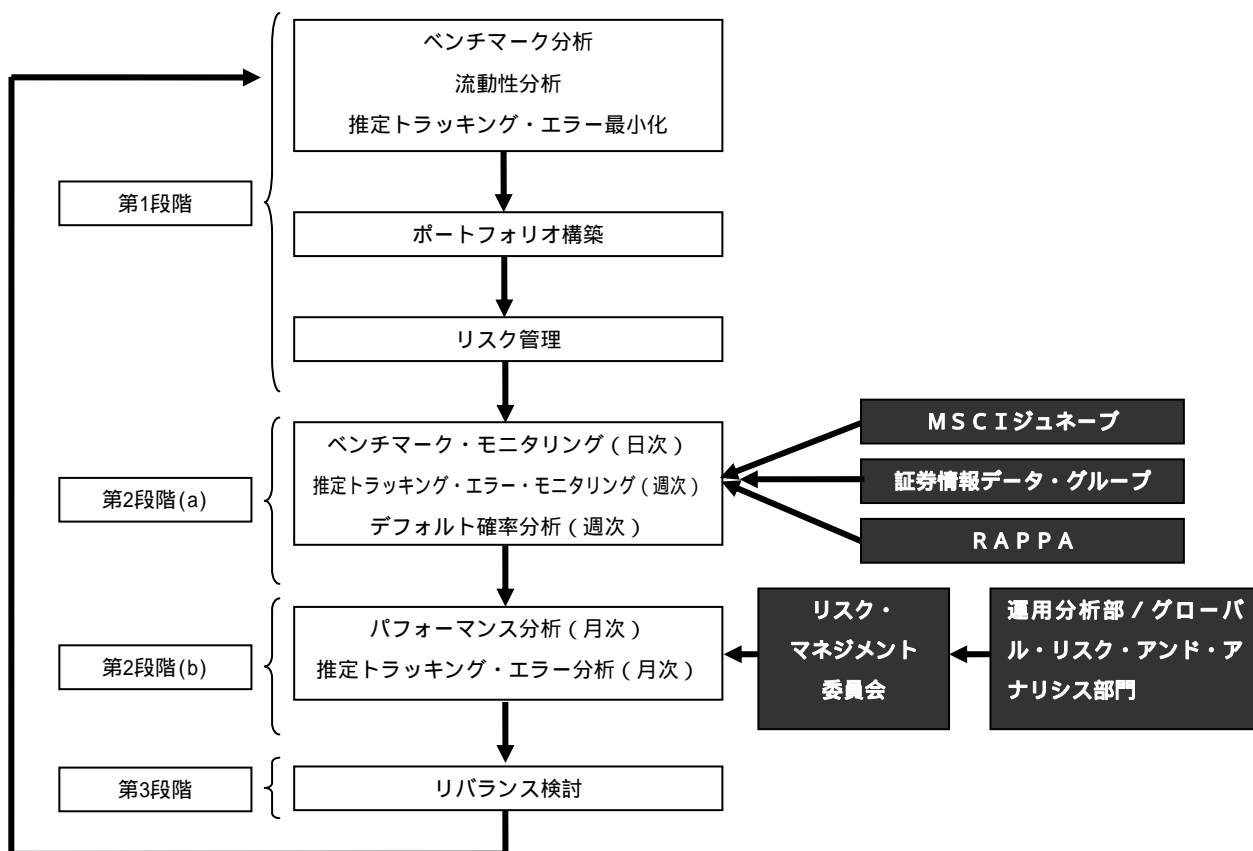 ベンチマーク分析
流動性分析
推定トラッキング・エラー最小化
第1段階
ポートフォリオ構築
リスク管理
第2段階(a)
ベンチマーク・モニタリング（日次）
推定トラッキング・エラー・モニタリング（週次）
デフォルト確率分析（週次）
ＭＳＣＩジュネーブ
証券情報データ・グループ
ＲＡＰＰＡ
第2段階(b)
パフォーマンス分析（月次）
推定トラッキング・エラー分析（月次）
リスク・
マネジメント
委員会
運用分析部／グローバ
ル・リスク・アンド・ア
ナリシス部門
第3段階
リバランス検討